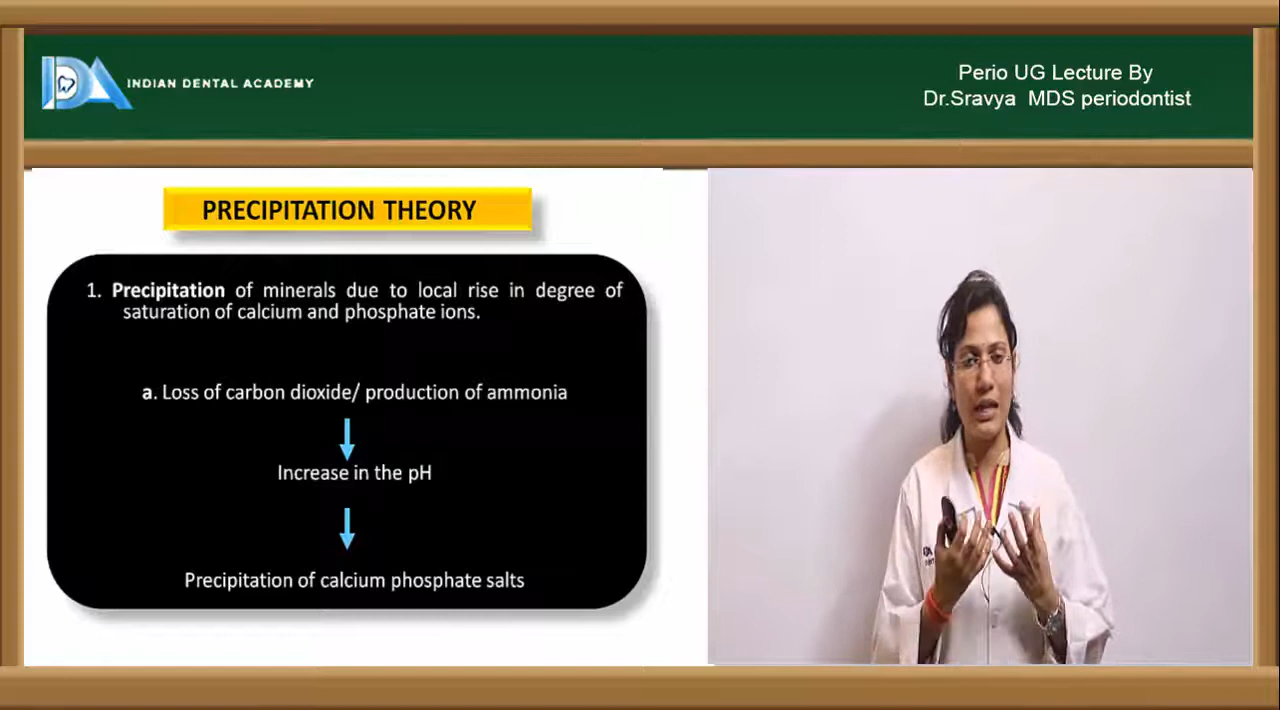 INDIAN DENTAL ACADEMY
Perio UG Lecture By
Dr.Sravya MDS periodontist
PRECIPITATION THEORY
1. Precipitation of minerals due to local rise in degree of
saturation of calcium and phosphate ions.
a. Loss of carbon dioxide/ production of ammonia
Increase in the pH
Precipitation of calcium phosphate salts